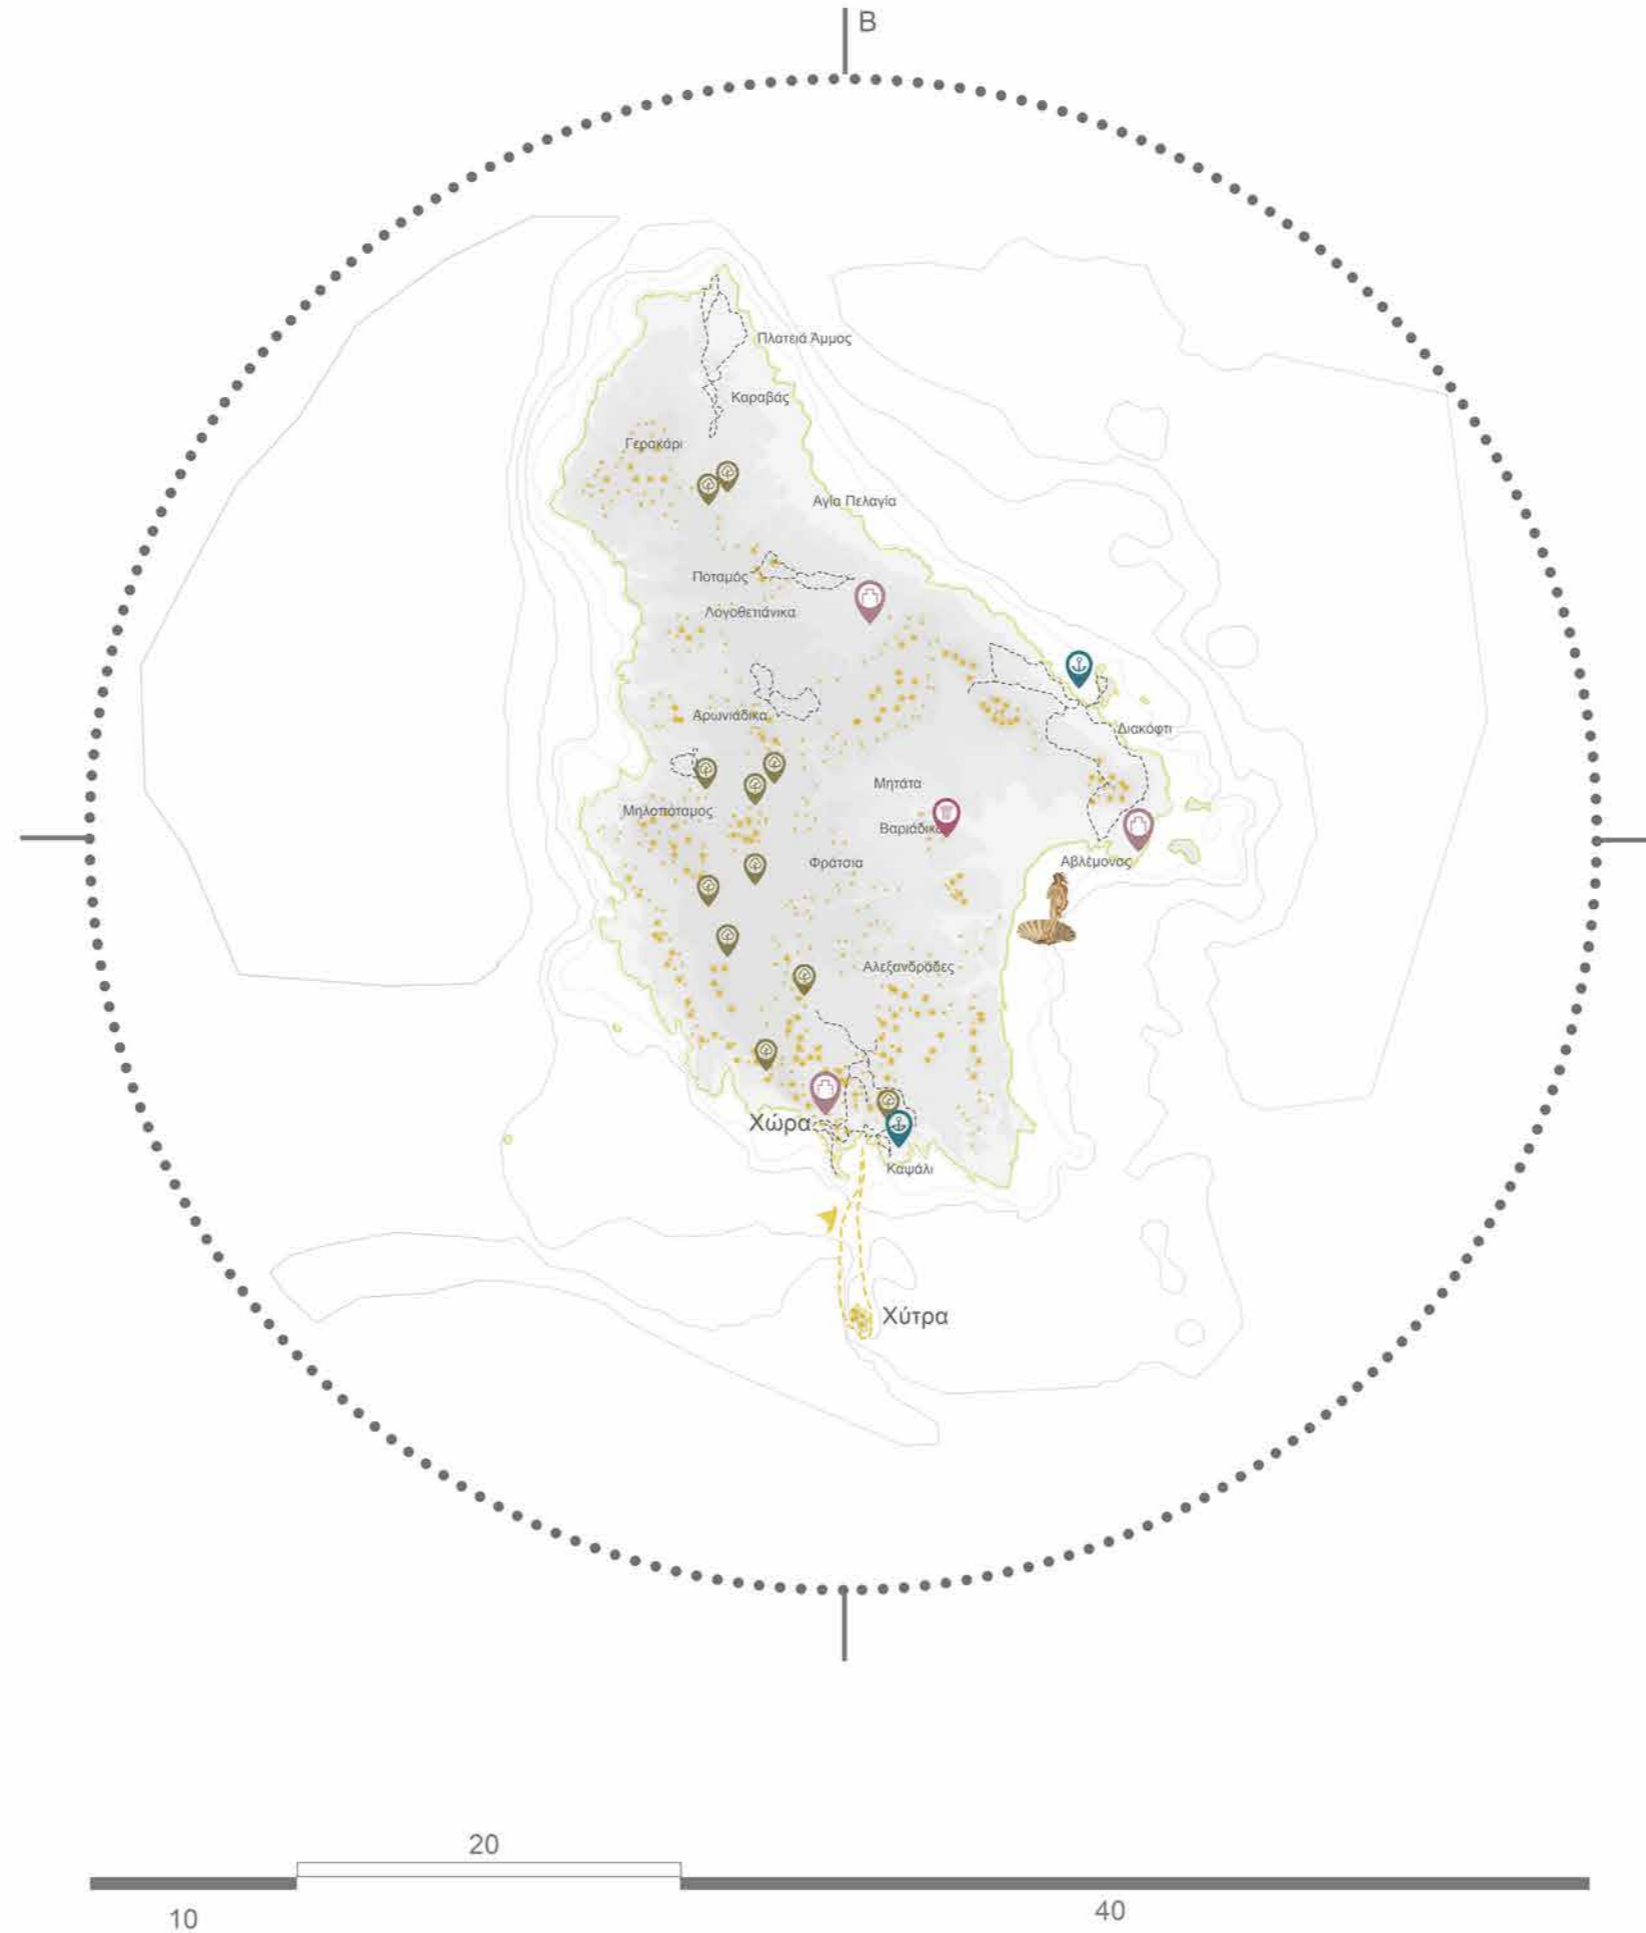 Β
Πλατειά Άμμος
Καραβάς
Γερακάρι
Αγία Πελαγία
Ποταμός
Λογοθετιάνικα
Αρωνιάδικα
Διακόφτι
Μητάτα
Μηλοπόταμος
Βαριάδικα
Φράτσια
Αβλέμονας
Αλεξανδράδες
Χώρα
Καψάλι
Χύτρα
20
10
40